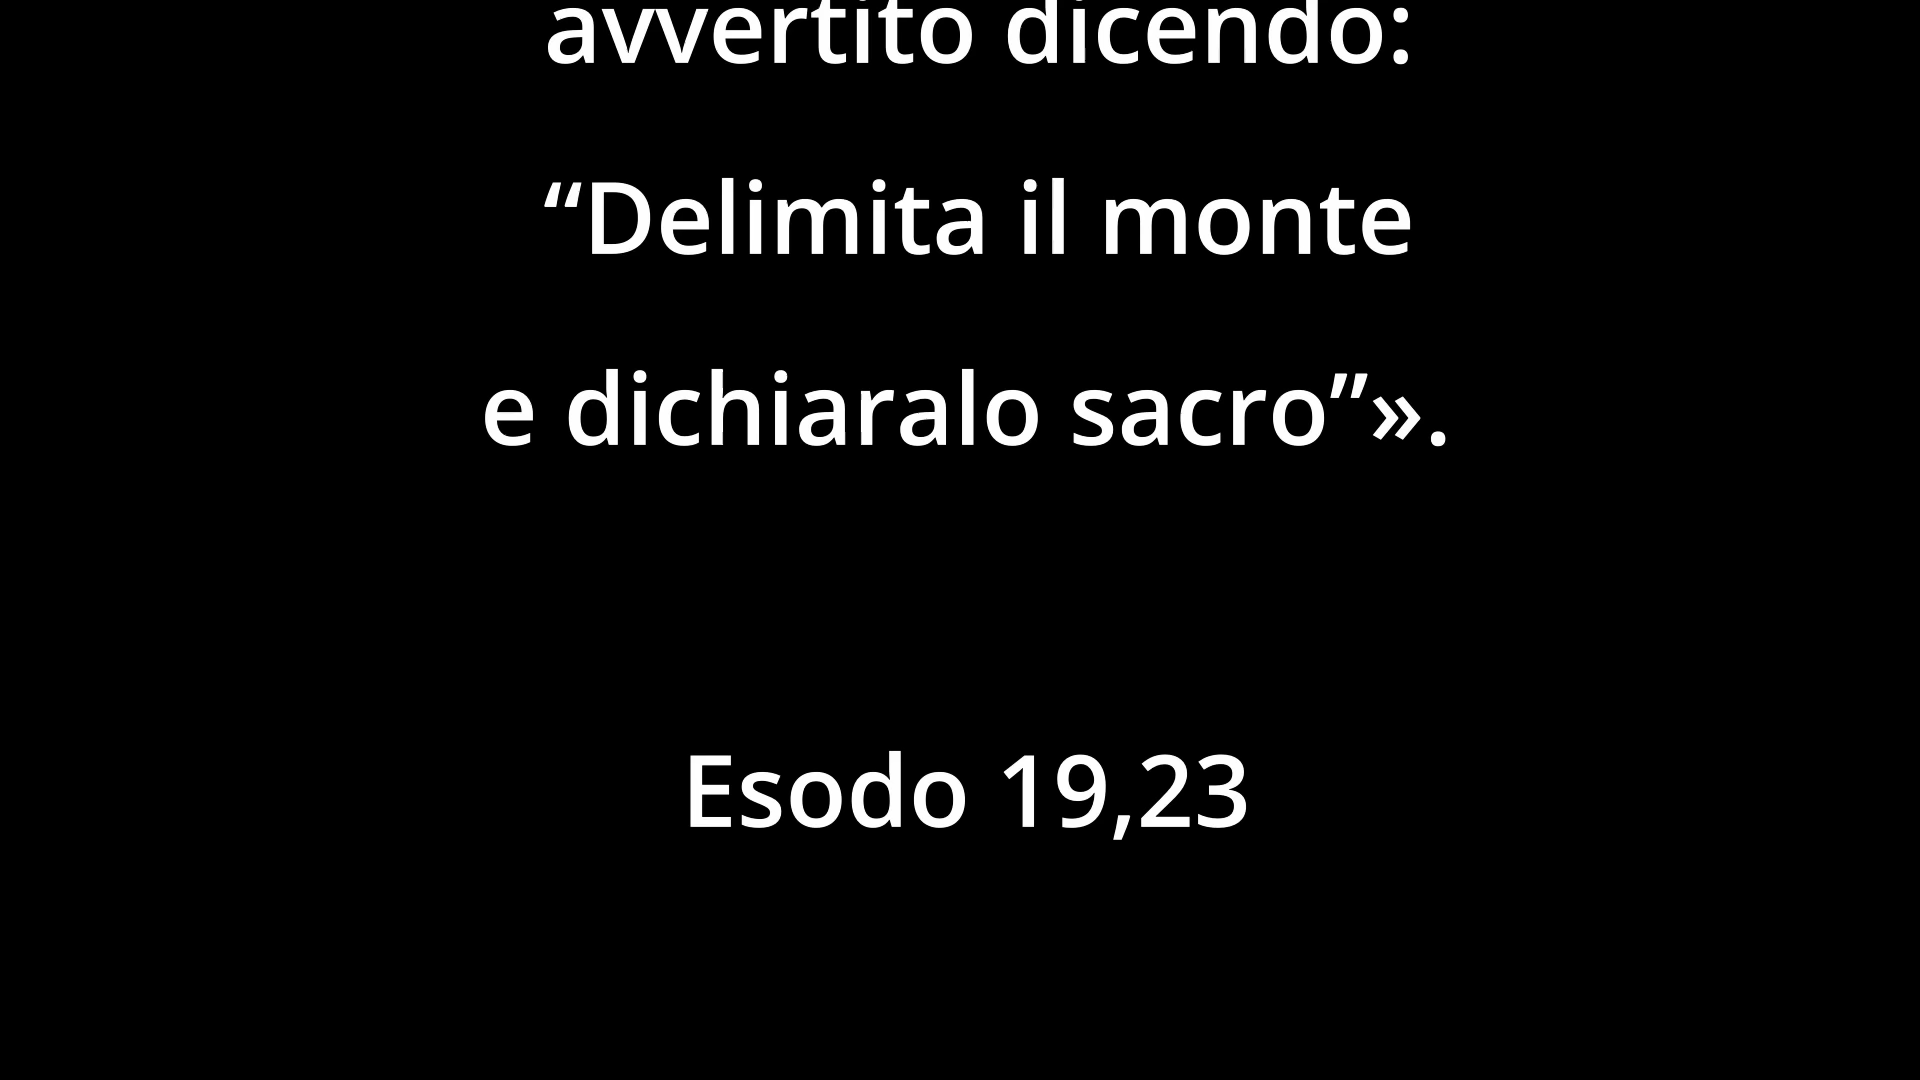 avvertito dicendo:
“Delimita il monte
e dichiaralo sacro”».
Esodo 19,23